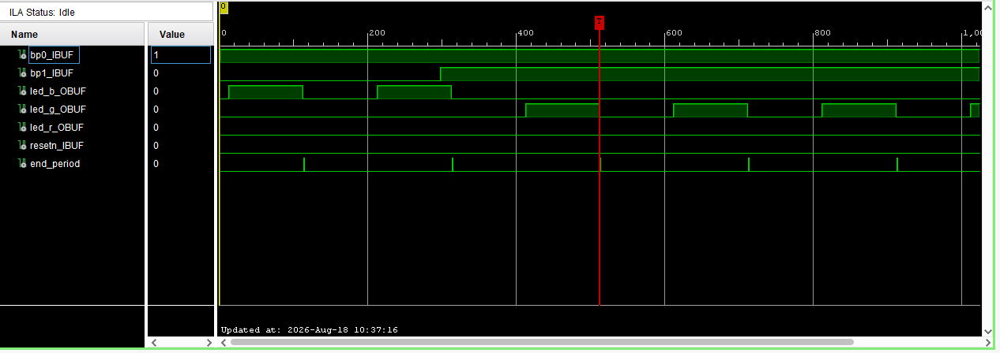 ILA Status: Idle
Name Value
0
T
0 200 400 600 800 1,00
bp0_IBUF 1
bp1_IBUF 0
led_b_OBUF 0
led_g_OBUF 0
led_r_OBUF 0
resetn_IBUF 0
end_period 0
Updated at: 2026-Aug-18 10:37:16